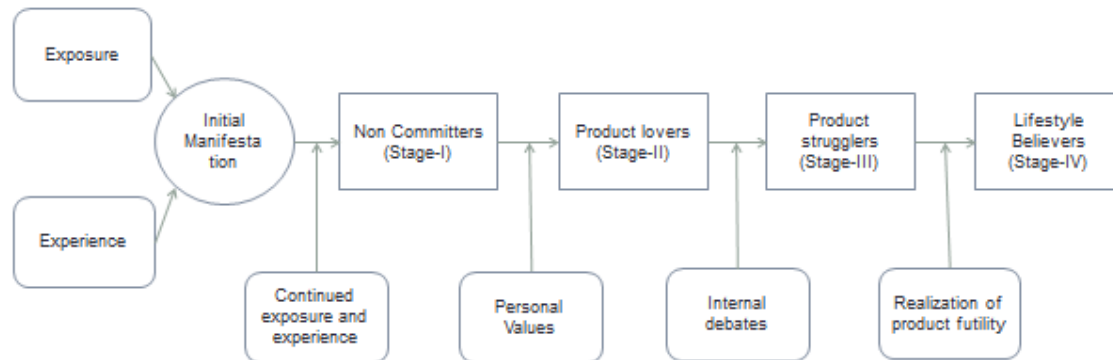 Exposure
Experience
Initial
Manifesta
tion
Non Committers
(Stage-I)
Product lovers
(Stage-II)
Product
strugglers
(Stage-III)
Lifestyle
Believers
(Stage-IV)
Continued
exposure and
experience
Personal
Values
Internal
debates
Realization of
product futility